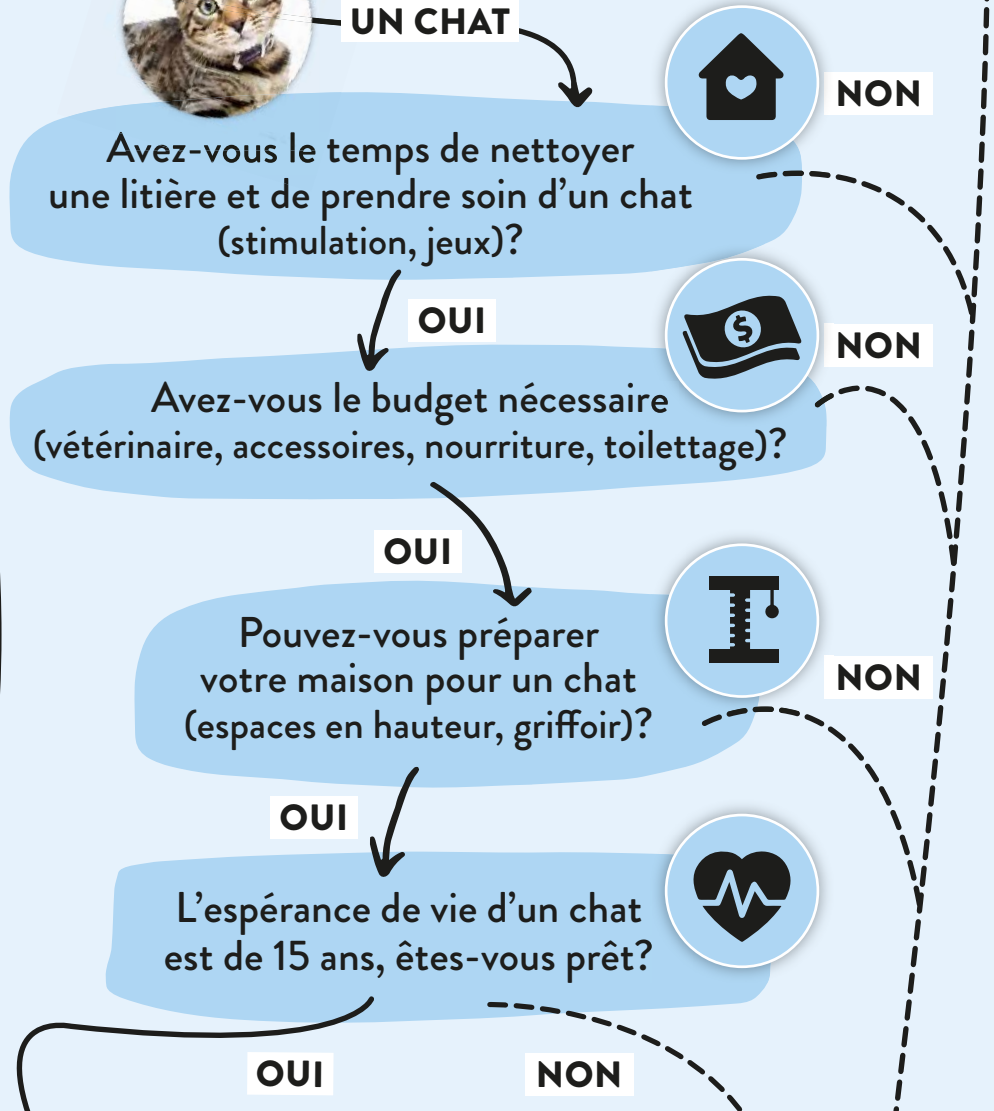 UN CHAT
NON
Avez-vous le temps de nettoyer
une litière et de prendre soin d'un chat
(stimulation, jeux)?
OUI
$
NON
Avez-vous le budget nécessaire
(vétérinaire, accessoires, nourriture, toilettage)?
OUI
Pouvez-vous préparer
votre maison pour un chat
(espaces en hauteur, griffoir)?
NON
OUI
L'espérance de vie d'un chat
est de 15 ans, êtes-vous prêt?
OUI
NON